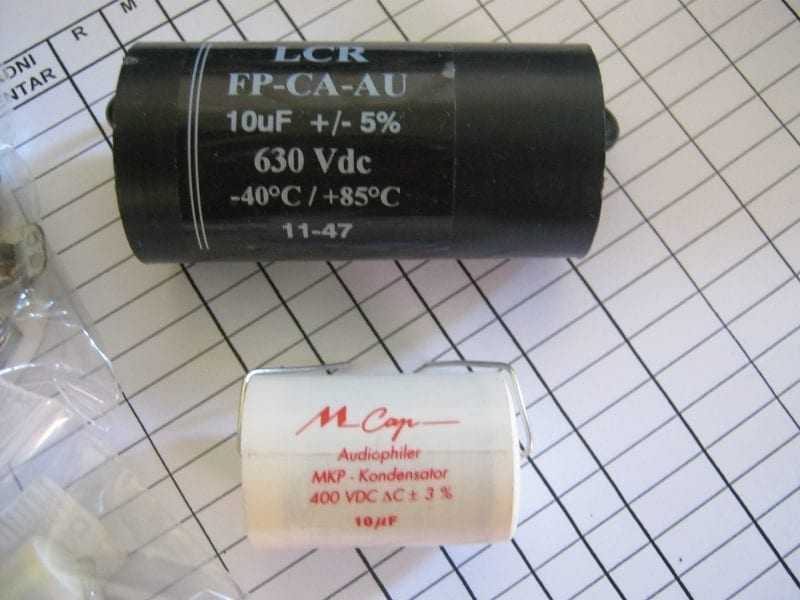 R M
LCR
FP-CA-AU
10uF +/- 5%
630 Vdc
-40°C / +85°C
11-47
M Cap
Audiophiler
MKP - Kondensator
400 VDC ΔC ± 3 %
10µF